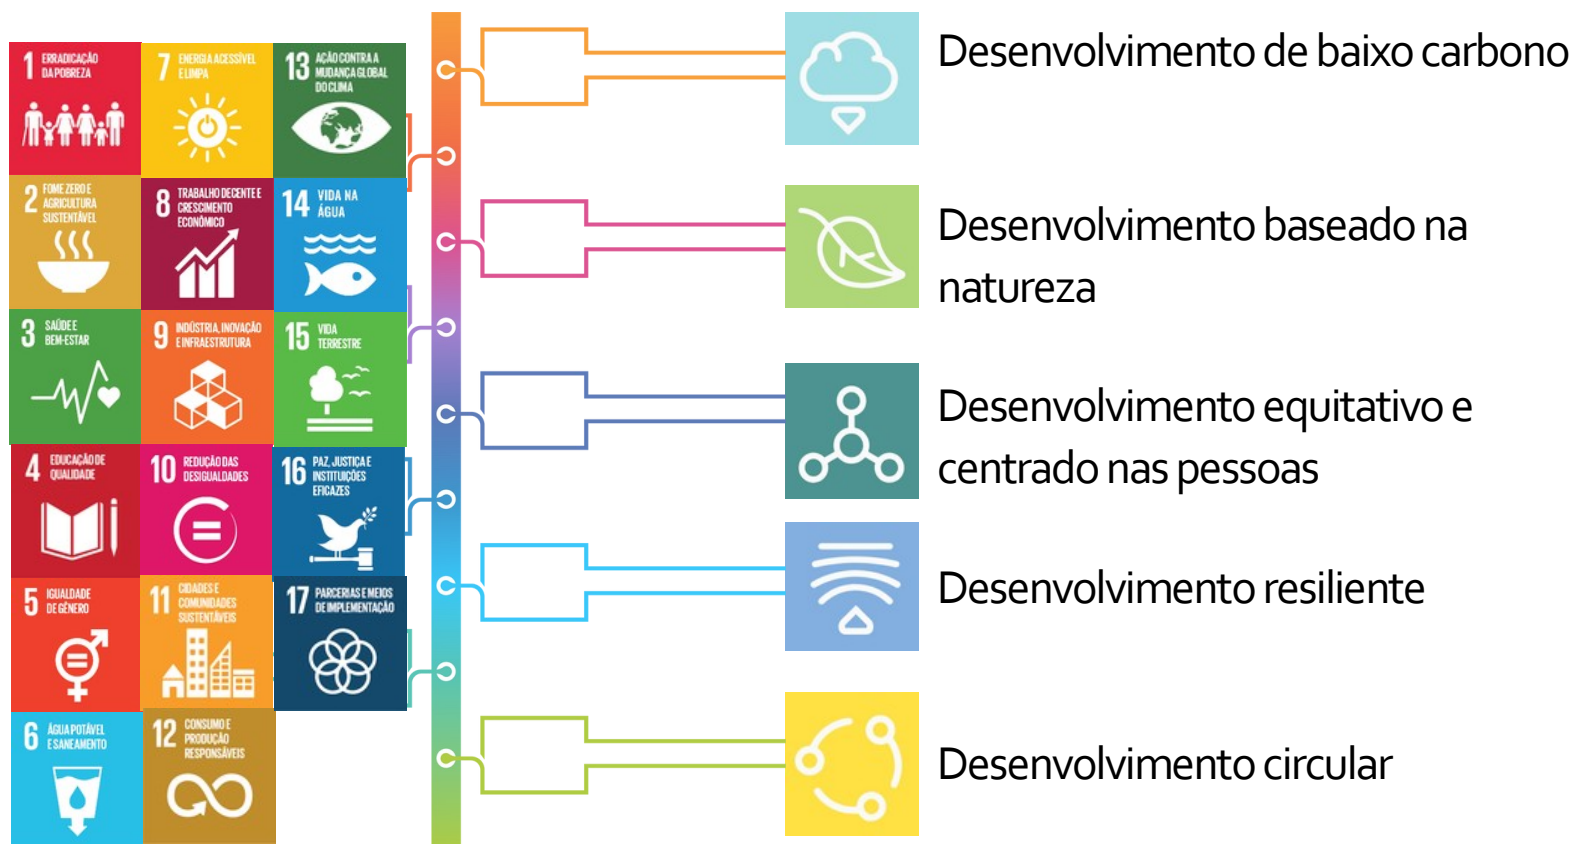 1 ERRADICAÇÃO
DA POBREZA
7 ENERGIA ACESSÍVEL
E LIMPA
13 AÇÃO CONTRA A
MUDANÇA GLOBAL
DO CLIMA
2 FOME ZERO E
AGRICULTURA
SUSTENTÁVEL
8 TRABALHO DECENTE E
CRESCIMENTO
ECONÔMICO
14 VIDA NA
ÁGUA
3 SAÚDE E
BEM-ESTAR
9 INDÚSTRIA, INOVAÇÃO
E INFRAESTRUTURA
15 VIDA
TERRESTRE
4 EDUCAÇÃO DE
QUALIDADE
10 REDUÇÃO DAS
DESIGUALDADES
16 PAZ, JUSTIÇA E
INSTITUIÇÕES
EFICAZES
5 IGUALDADE
DE GÊNERO
11 CIDADES E
COMUNIDADES
SUSTENTÁVEIS
17 PARCERIAS E MEIOS
DE IMPLEMENTAÇÃO
6 ÁGUA POTÁVEL
E SANEAMENTO
12 CONSUMO E
PRODUÇÃO
RESPONSÁVEIS
Desenvolvimento de baixo carbono
Desenvolvimento baseado na
natureza
Desenvolvimento equitativo e
centrado nas pessoas
Desenvolvimento resiliente
Desenvolvimento circular